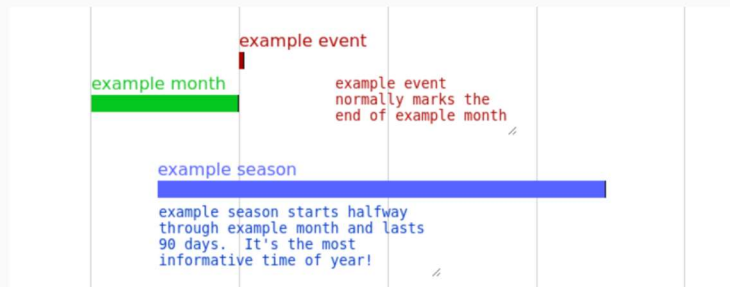 example event
example month
example event
normally marks the
end of example month
example season
example season starts halfway
through example month and lasts
90 days.  It's the most
informative time of year!